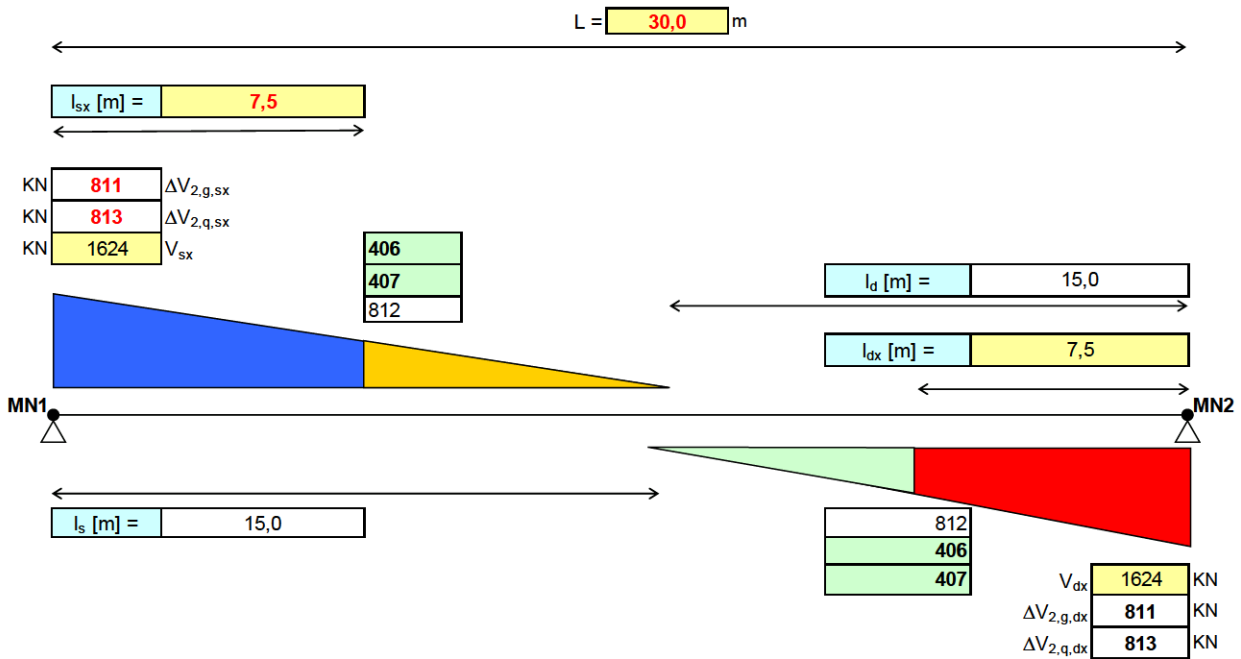 L = 30,0 m
l_sx [m] = 7,5
KN 811 ΔV_2,g,sx
KN 813 ΔV_2,q,sx
KN 1624 V_sx
406
407
812
l_d [m] = 15,0
l_dx [m] = 7,5
MN1
MN2
l_s [m] = 15,0
812
406
407
V_dx 1624 KN
ΔV_2,g,dx 811 KN
ΔV_2,q,dx 813 KN